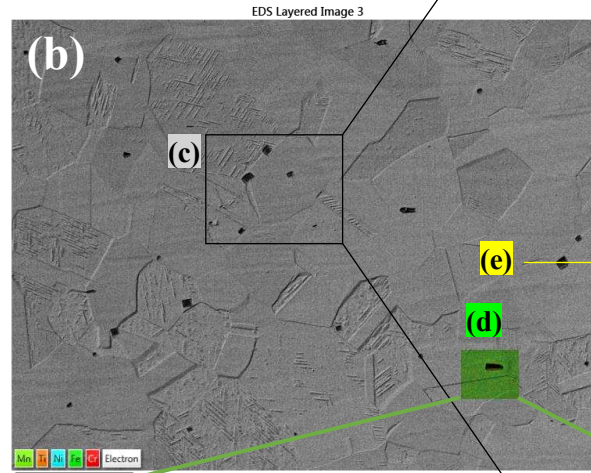 EDS Layered Image 3
(b)
(c)
(e)
(d)
Mn Ti Ni Fe Cr Electron